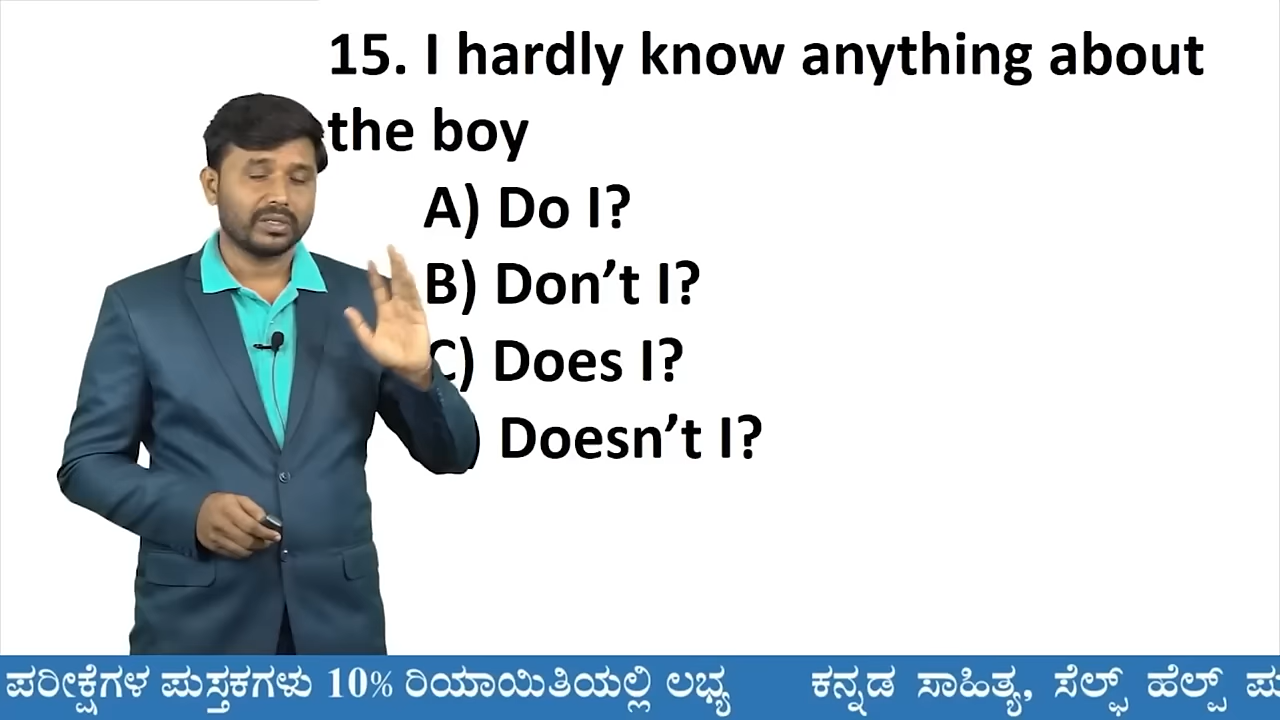 15. I hardly know anything about
the boy
A) Do I?
B) Don’t I?
C) Does I?
) Doesn’t I?
ಪರೀಕ್ಷೆಗಳ ಪುಸ್ತಕಗಳು 10% ರಿಯಾಯಿತಿಯಲ್ಲಿ ಲಭ್ಯ ಕನ್ನಡ ಸಾಹಿತ್ಯ, ಸೆಲ್ಫ್ ಹೆಲ್ಪ್